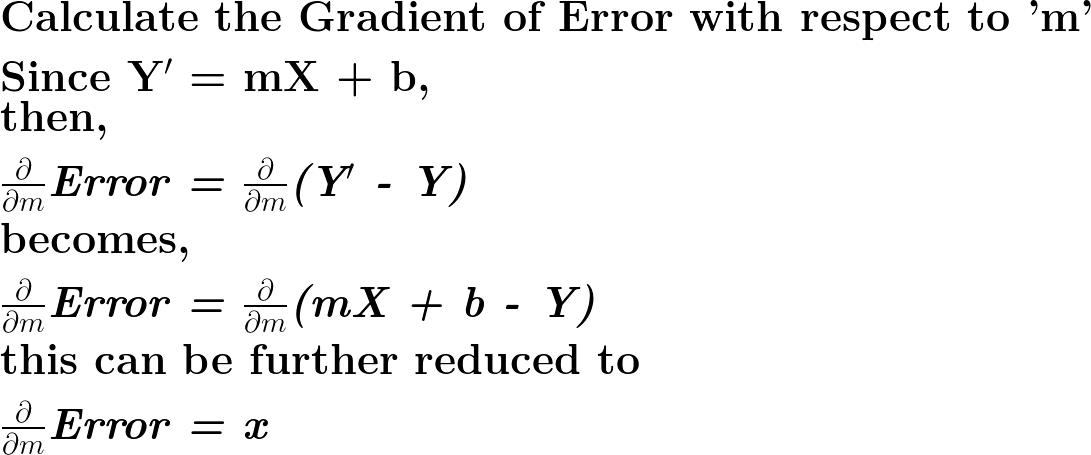 Calculate the Gradient of Error with respect to 'm'
Since Y′ = mX + b,
then,
∂/∂m Error = ∂/∂m (Y′ - Y)
becomes,
∂/∂m Error = ∂/∂m (mX + b - Y)
this can be further reduced to
∂/∂m Error = x